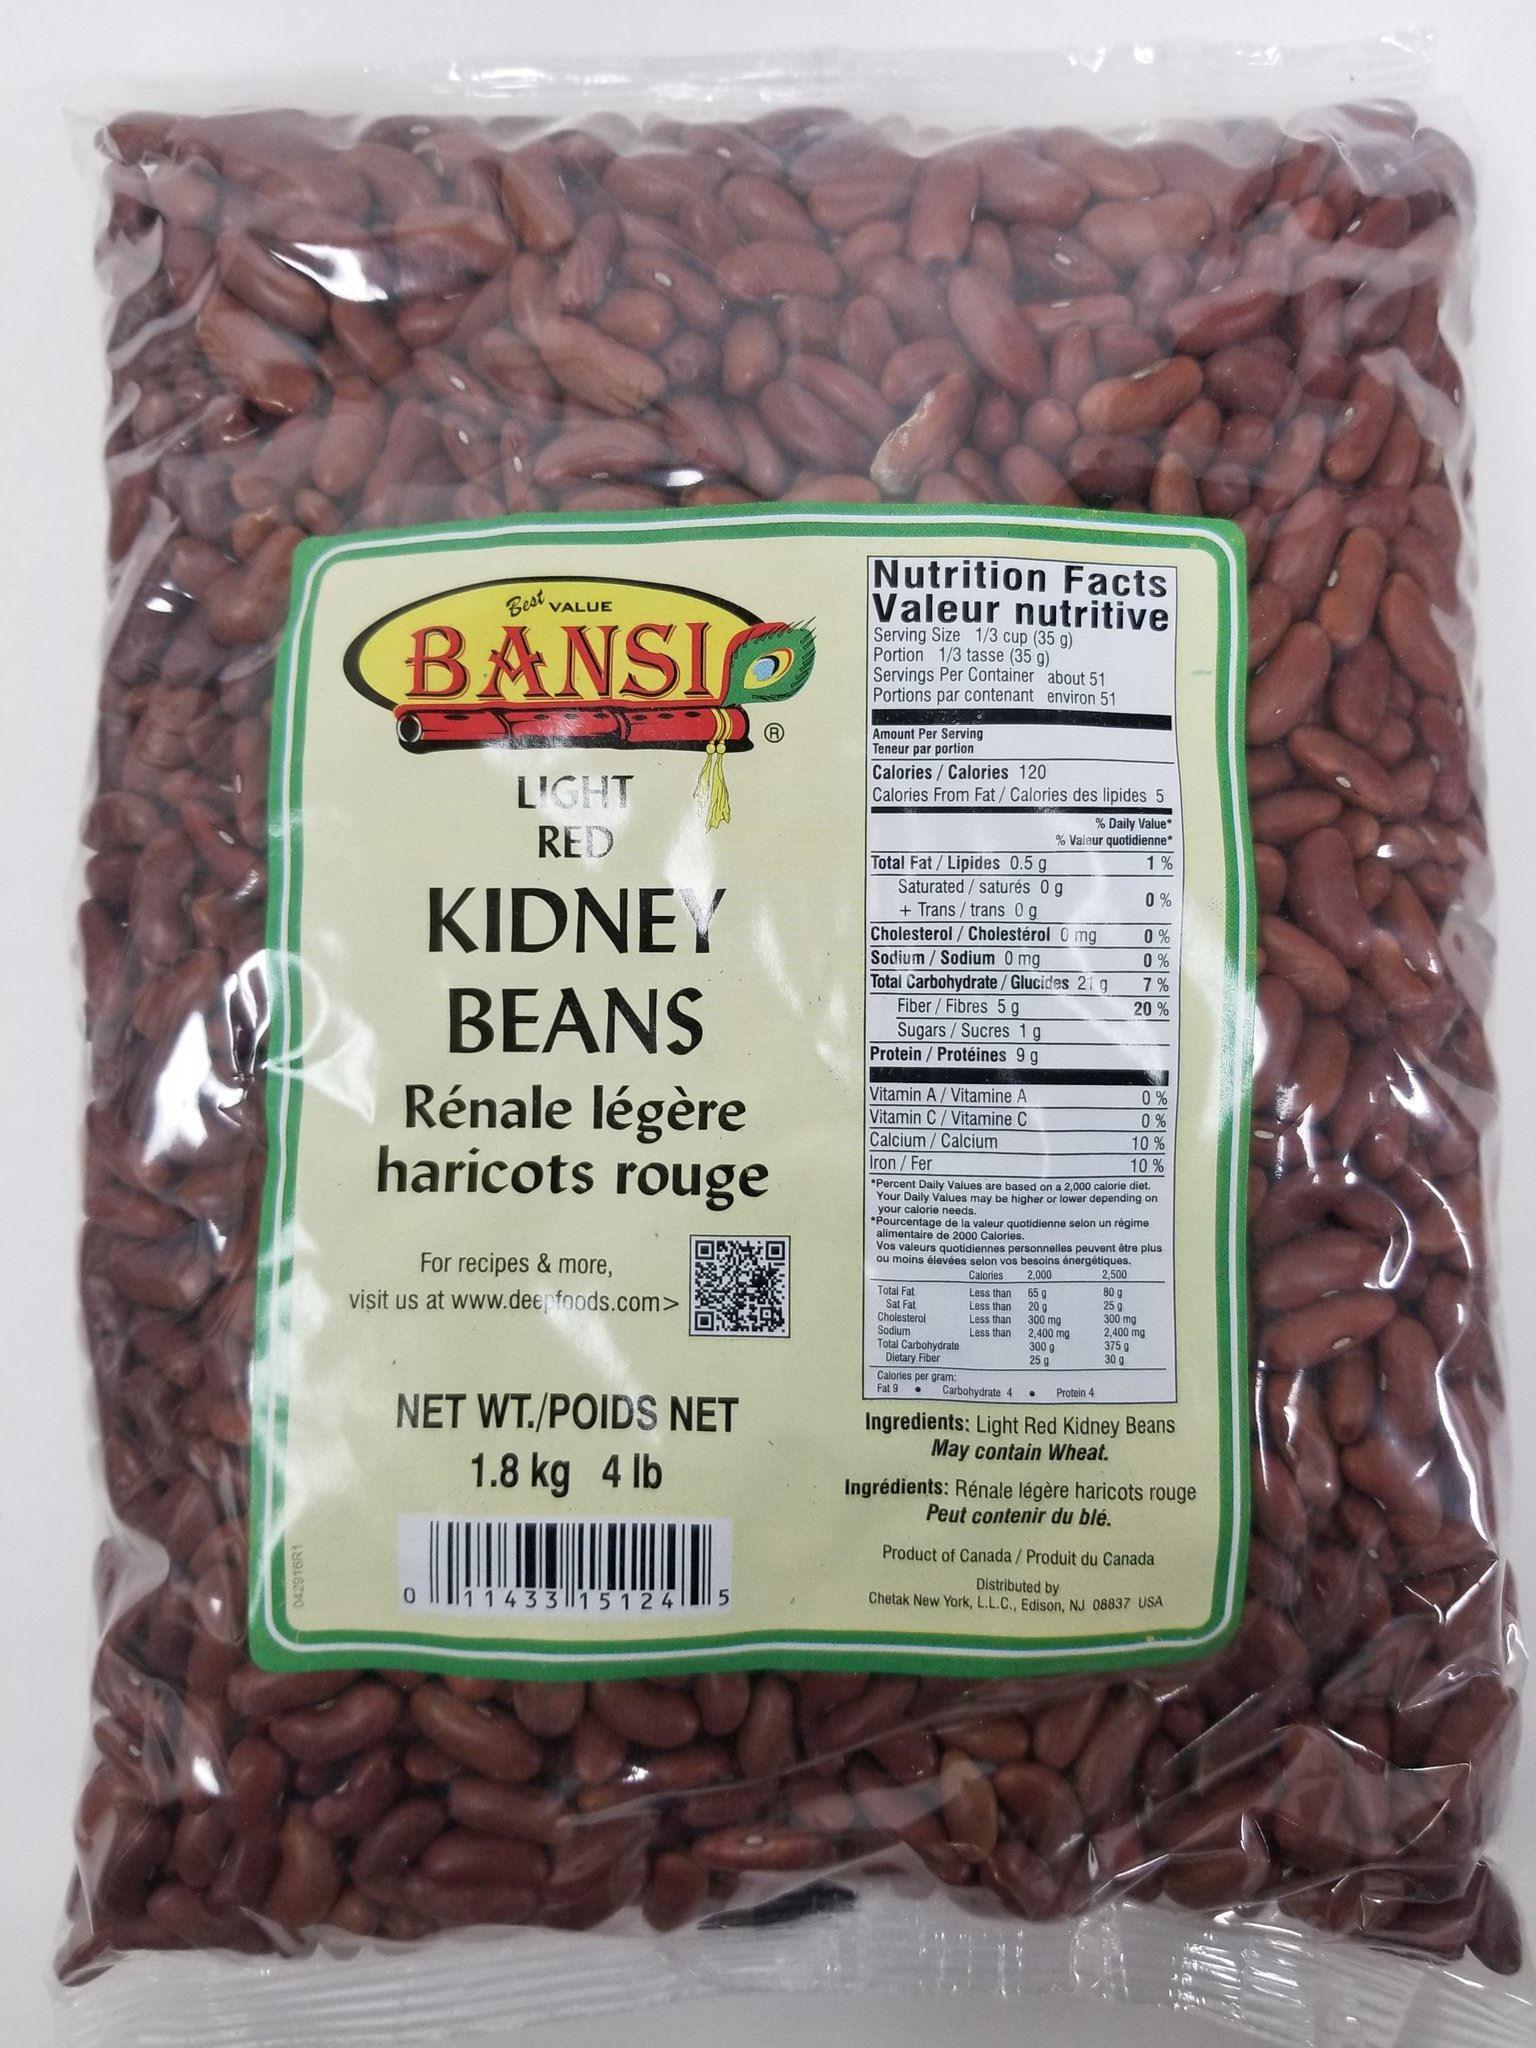 Best VALUE
BANSI
®
LIGHT
RED
KIDNEY
BEANS
Rénale légère
haricots rouge
For recipes & more,
visit us at www.deepfoods.com>
NET WT./POIDS NET
1.8 kg 4 lb
042916R1
0 11433 15124 5
Nutrition Facts
Valeur nutritive
Serving Size 1/3 cup (35 g)
Portion 1/3 tasse (35 g)
Servings Per Container about 51
Portions par contenant environ 51
Amount Per Serving
Teneur par portion
Calories / Calories 120
Calories From Fat / Calories des lipides 5
% Daily Value*
% Valeur quotidienne*
Total Fat / Lipides 0.5 g 1 %
Saturated / saturés 0 g
+ Trans / trans 0 g 0 %
Cholesterol / Cholestérol 0 mg 0 %
Sodium / Sodium 0 mg 0 %
Total Carbohydrate / Glucides 21 g 7 %
Fiber / Fibres 5 g 20 %
Sugars / Sucres 1 g
Protein / Protéines 9 g
Vitamin A / Vitamine A 0 %
Vitamin C / Vitamine C 0 %
Calcium / Calcium 10 %
Iron / Fer 10 %
*Percent Daily Values are based on a 2,000 calorie diet.
Your Daily Values may be higher or lower depending on
your calorie needs.
*Pourcentage de la valeur quotidienne selon un régime
alimentaire de 2000 Calories.
Vos valeurs quotidiennes personnelles peuvent être plus
ou moins élevées selon vos besoins énergétiques.
Calories 2,000 2,500
Total Fat Less than 65 g 80 g
Sat Fat Less than 20 g 25 g
Cholesterol Less than 300 mg 300 mg
Sodium Less than 2,400 mg 2,400 mg
Total Carbohydrate 300 g 375 g
Dietary Fiber 25 g 30 g
Calories per gram:
Fat 9 • Carbohydrate 4 • Protein 4
Ingredients: Light Red Kidney Beans
May contain Wheat.
Ingrédients: Rénale légère haricots rouge
Peut contenir du blé.
Product of Canada / Produit du Canada
Distributed by
Chetak New York, L.L.C., Edison, NJ 08837 USA